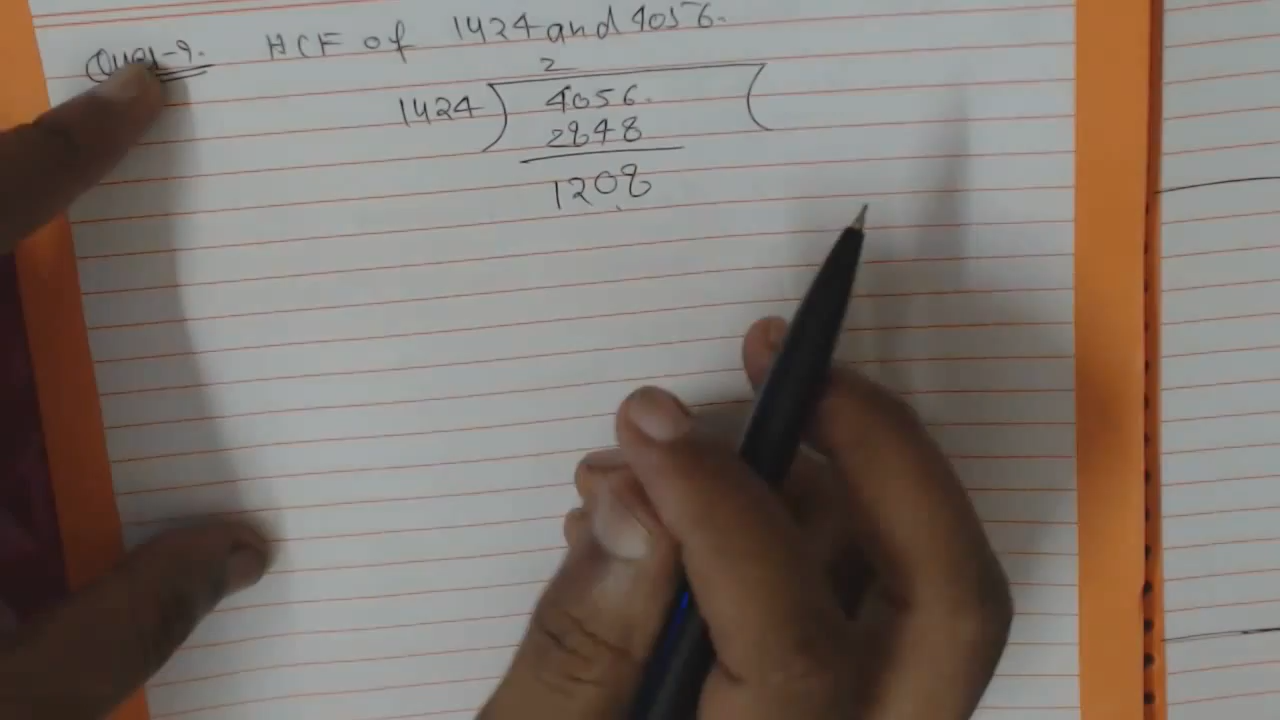 Ques-9. HCF of 1424 and 4056.
2
1424) 4056. (
2848
1208